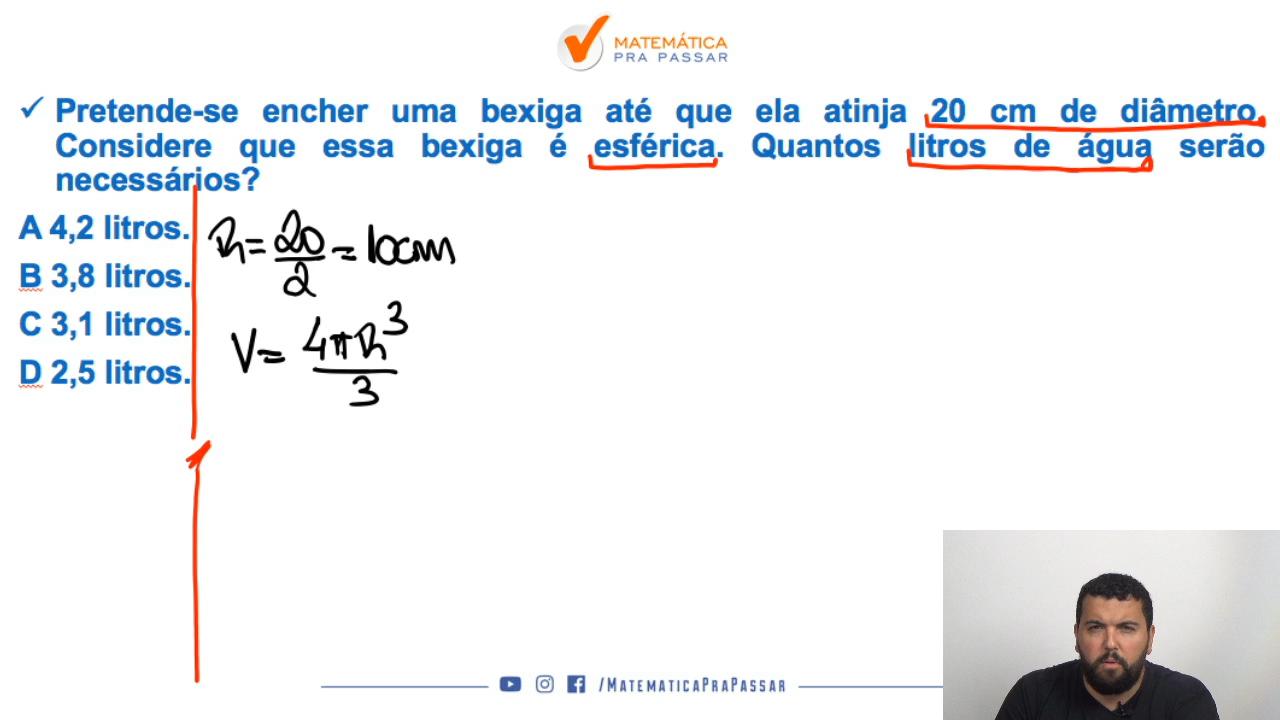 MATEMÁTICA
PRA PASSAR
✓ Pretende-se encher uma bexiga até que ela atinja 20 cm de diâmetro.
Considere que essa bexiga é esférica. Quantos litros de água serão
necessários?
A 4,2 litros.
B 3,8 litros.
C 3,1 litros.
D 2,5 litros.
R = 20/2 = 10cm
V = 4πR³/3
/MATEMATICAPRAPASSAR